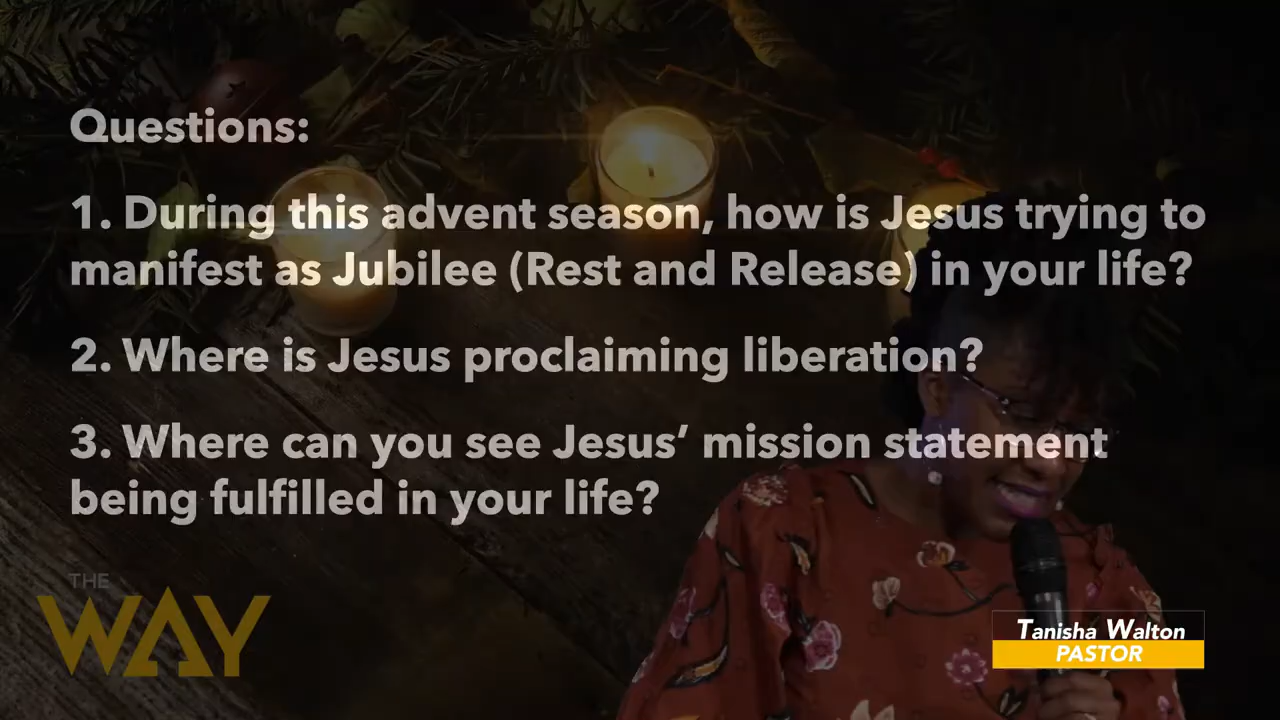 Questions:
1. During this advent season, how is Jesus trying to
manifest as Jubilee (Rest and Release) in your life?
2. Where is Jesus proclaiming liberation?
3. Where can you see Jesus’ mission statement
being fulfilled in your life?
THE
WAY
Tanisha Walton
PASTOR